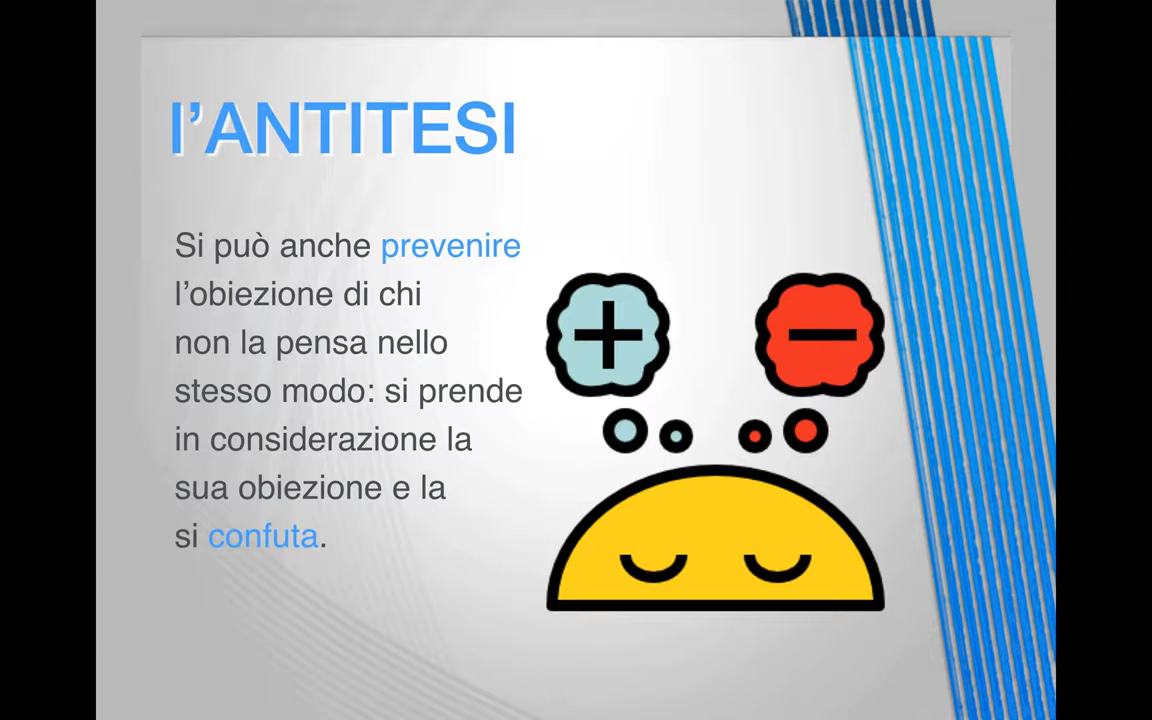 l’ANTITESI
Si può anche prevenire
l’obiezione di chi
non la pensa nello
stesso modo: si prende
in considerazione la
sua obiezione e la
si confuta.